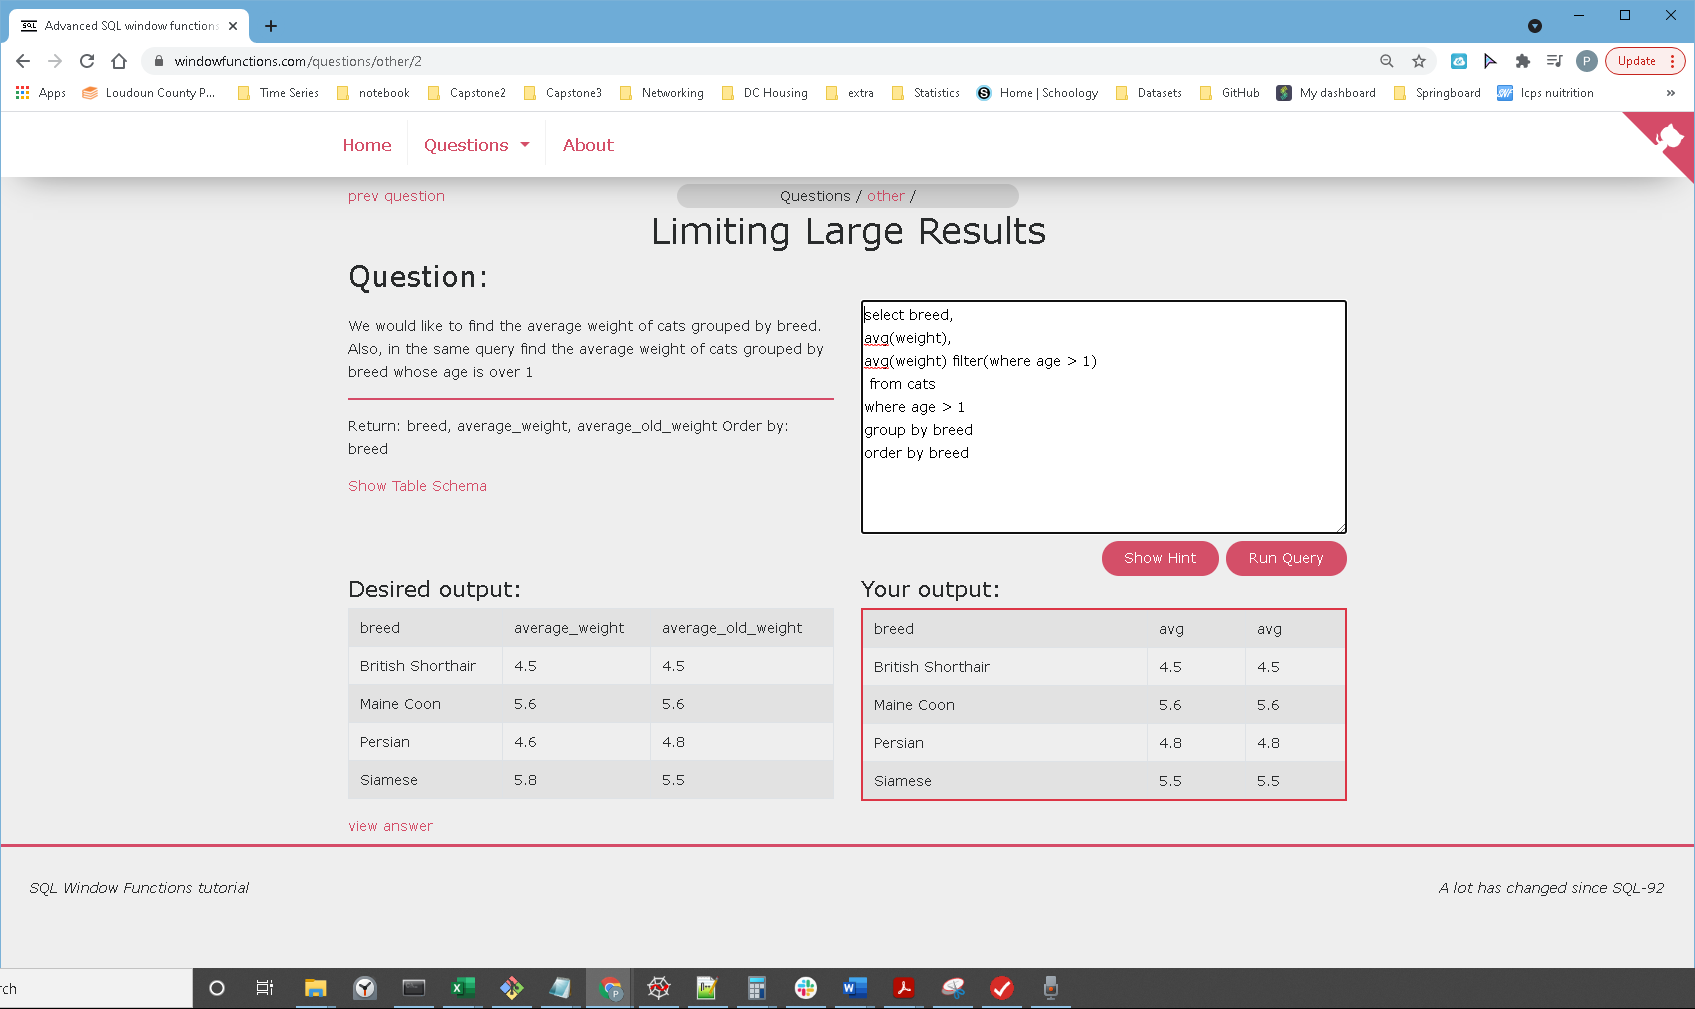 SQL Advanced SQL window functions
windowfunctions.com/questions/other/2
P
Update
Apps
Loudoun County P...
Time Series
notebook
Capstone2
Capstone3
Networking
DC Housing
extra
Statistics
S Home | Schoology
Datasets
GitHub
My dashboard
Springboard
SNF lcps nuitrition
»
Home
Questions
About
prev question
Questions / other /
Limiting Large Results
Question:
We would like to find the average weight of cats grouped by breed.
Also, in the same query find the average weight of cats grouped by
breed whose age is over 1
Return: breed, average_weight, average_old_weight Order by:
breed
Show Table Schema
select breed,
avg(weight),
avg(weight) filter(where age > 1)
from cats
where age > 1
group by breed
order by breed
Show Hint
Run Query
Desired output:
breed average_weight average_old_weight
British Shorthair 4.5 4.5
Maine Coon 5.6 5.6
Persian 4.6 4.8
Siamese 5.8 5.5
Your output:
breed avg avg
British Shorthair 4.5 4.5
Maine Coon 5.6 5.6
Persian 4.8 4.8
Siamese 5.5 5.5
view answer
SQL Window Functions tutorial
A lot has changed since SQL-92
rch